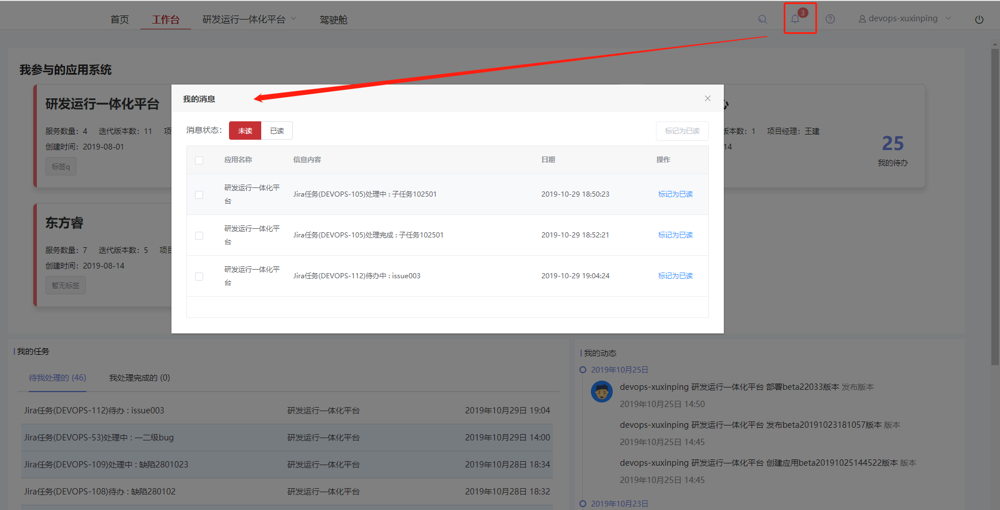 首页 工作台 研发运行一体化平台 驾驶舱 3 devops-xuxinping
我参与的应用系统
研发运行一体化平台
服务数量：4 迭代版本数：11 项
创建时间：2019-08-01
标签q
版本数：1 项目经理：王建
14
25
我的待办
东方睿
服务数量：7 迭代版本数：5 项目
创建时间：2019-08-14
暂无标签
我的消息
消息状态： 未读 已读 标记为已读
应用名称 信息内容 日期 操作
研发运行一体化平台 Jira任务(DEVOPS-105)处理中 : 子任务102501 2019-10-29 18:50:23 标记为已读
研发运行一体化平台 Jira任务(DEVOPS-105)处理完成 : 子任务102501 2019-10-29 18:52:21 标记为已读
研发运行一体化平台 Jira任务(DEVOPS-112)待办中 : issue003 2019-10-29 19:04:24 标记为已读
我的任务
待我处理的 (46) 我处理完成的 (0)
Jira任务(DEVOPS-112)待办 : issue003 研发运行一体化平台 2019年10月29日 19:04
Jira任务(DEVOPS-53)处理中 : 一二级bug 研发运行一体化平台 2019年10月29日 14:00
Jira任务(DEVOPS-109)处理中 : 缺陷2801023 研发运行一体化平台 2019年10月28日 18:34
Jira任务(DEVOPS-108)待办 : 缺陷280102 研发运行一体化平台 2019年10月28日 18:32
我的动态
2019年10月25日
devops-xuxinping 研发运行一体化平台 部署beta22033版本 发布版本
2019年10月25日 14:50
devops-xuxinping 研发运行一体化平台 发布beta20191023181057版本 版本
2019年10月25日 14:45
devops-xuxinping 研发运行一体化平台 创建应用beta20191025144522版本 版本
2019年10月25日 14:45
2019年10月23日